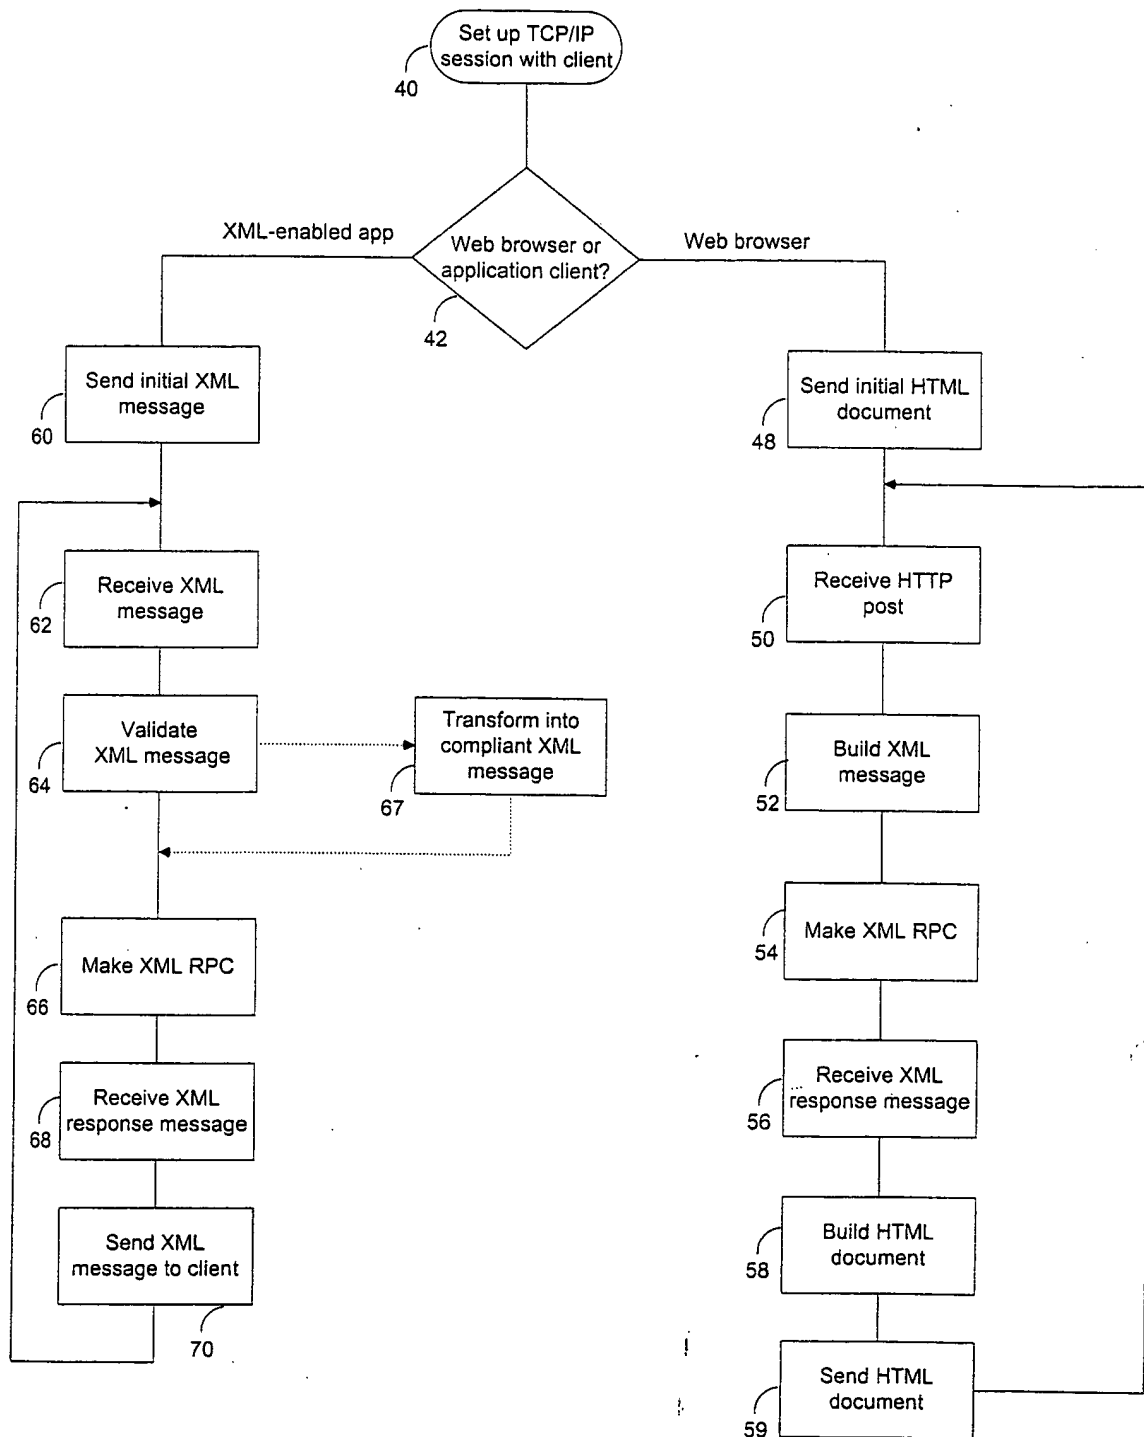 Set up TCP/IP
session with client
40
Web browser or
application client?
42
XML-enabled app
Web browser
Send initial XML
message
60
Receive XML
message
62
Validate
XML message
64
Transform into
compliant XML
message
67
Make XML RPC
66
Receive XML
response message
68
Send XML
message to client
70
Send initial HTML
document
48
Receive HTTP
post
50
Build XML
message
52
Make XML RPC
54
Receive XML
response message
56
Build HTML
document
58
Send HTML
document
59